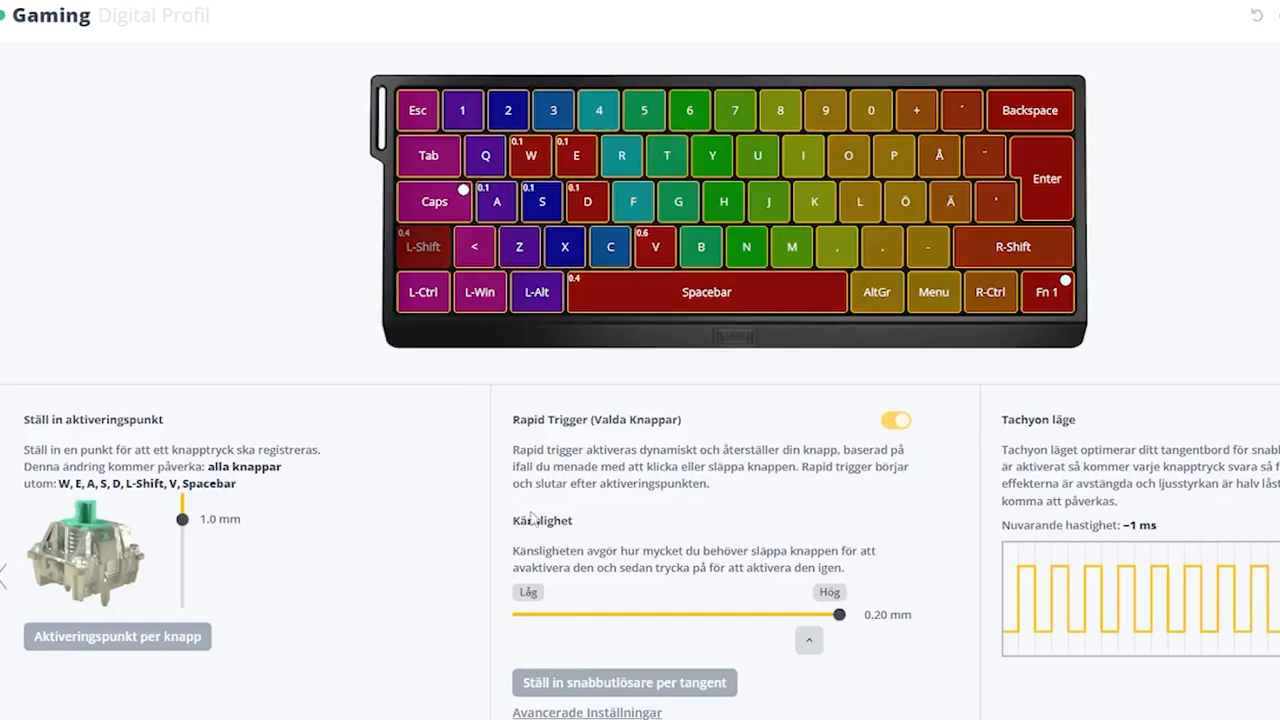 Gaming Digital Profil
Esc 1 2 3 4 5 6 7 8 9 0 + ´ Backspace
Tab Q 0.1 W 0.1 E R T Y U I O P Å ¨ Enter
Caps 0.1 A 0.1 S 0.1 D F G H J K L Ö Ä '
0.4 L-Shift < Z X C 0.6 V B N M , . - R-Shift
L-Ctrl L-Win L-Alt 0.4 Spacebar AltGr Menu R-Ctrl Fn 1
Ställ in aktiveringspunkt
Ställ in en punkt för att ett knapptryck ska registreras.
Denna ändring kommer påverka: alla knappar
utom: W, E, A, S, D, L-Shift, V, Spacebar
1.0 mm
Aktiveringspunkt per knapp
Rapid Trigger (Valda Knappar)
Rapid trigger aktiveras dynamiskt och återställer din knapp, baserad på
ifall du menade med att klicka eller släppa knappen. Rapid trigger börjar
och slutar efter aktiveringspunkten.
Känslighet
Känsligheten avgör hur mycket du behöver släppa knappen för att
avaktivera den och sedan trycka på för att aktivera den igen.
Låg Hög
0.20 mm
Ställ in snabbutlösare per tangent
Avancerade Inställningar
Tachyon läge
Tachyon läget optimerar ditt tangentbord för snab
är aktiverat så kommer varje knapptryck svara så f
effekterna är avstängda och ljusstyrkan är halv låst
komma att påverkas.
Nuvarande hastighet: ~1 ms